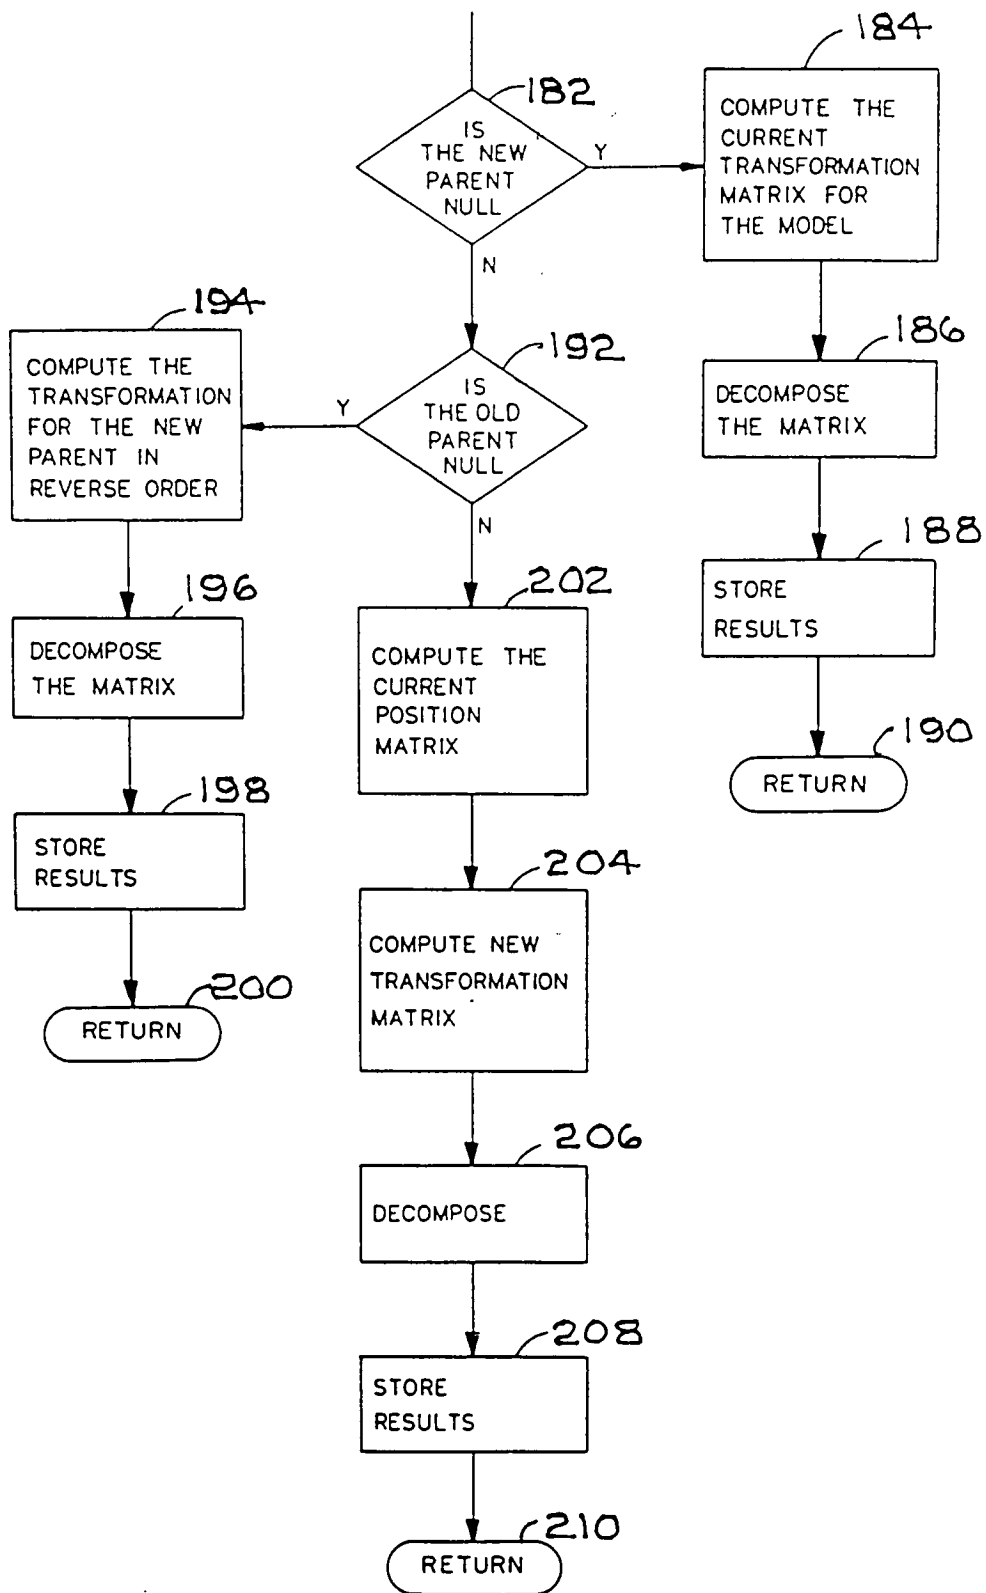 182
IS
THE NEW
PARENT
NULL
Y
N
184
COMPUTE THE
CURRENT
TRANSFORMATION
MATRIX FOR
THE MODEL
186
DECOMPOSE
THE MATRIX
188
STORE
RESULTS
190
RETURN
192
IS
THE OLD
PARENT
NULL
Y
N
194
COMPUTE THE
TRANSFORMATION
FOR THE NEW
PARENT IN
REVERSE ORDER
196
DECOMPOSE
THE MATRIX
198
STORE
RESULTS
200
RETURN
202
COMPUTE THE
CURRENT
POSITION
MATRIX
204
COMPUTE NEW
TRANSFORMATION
MATRIX
206
DECOMPOSE
208
STORE
RESULTS
210
RETURN